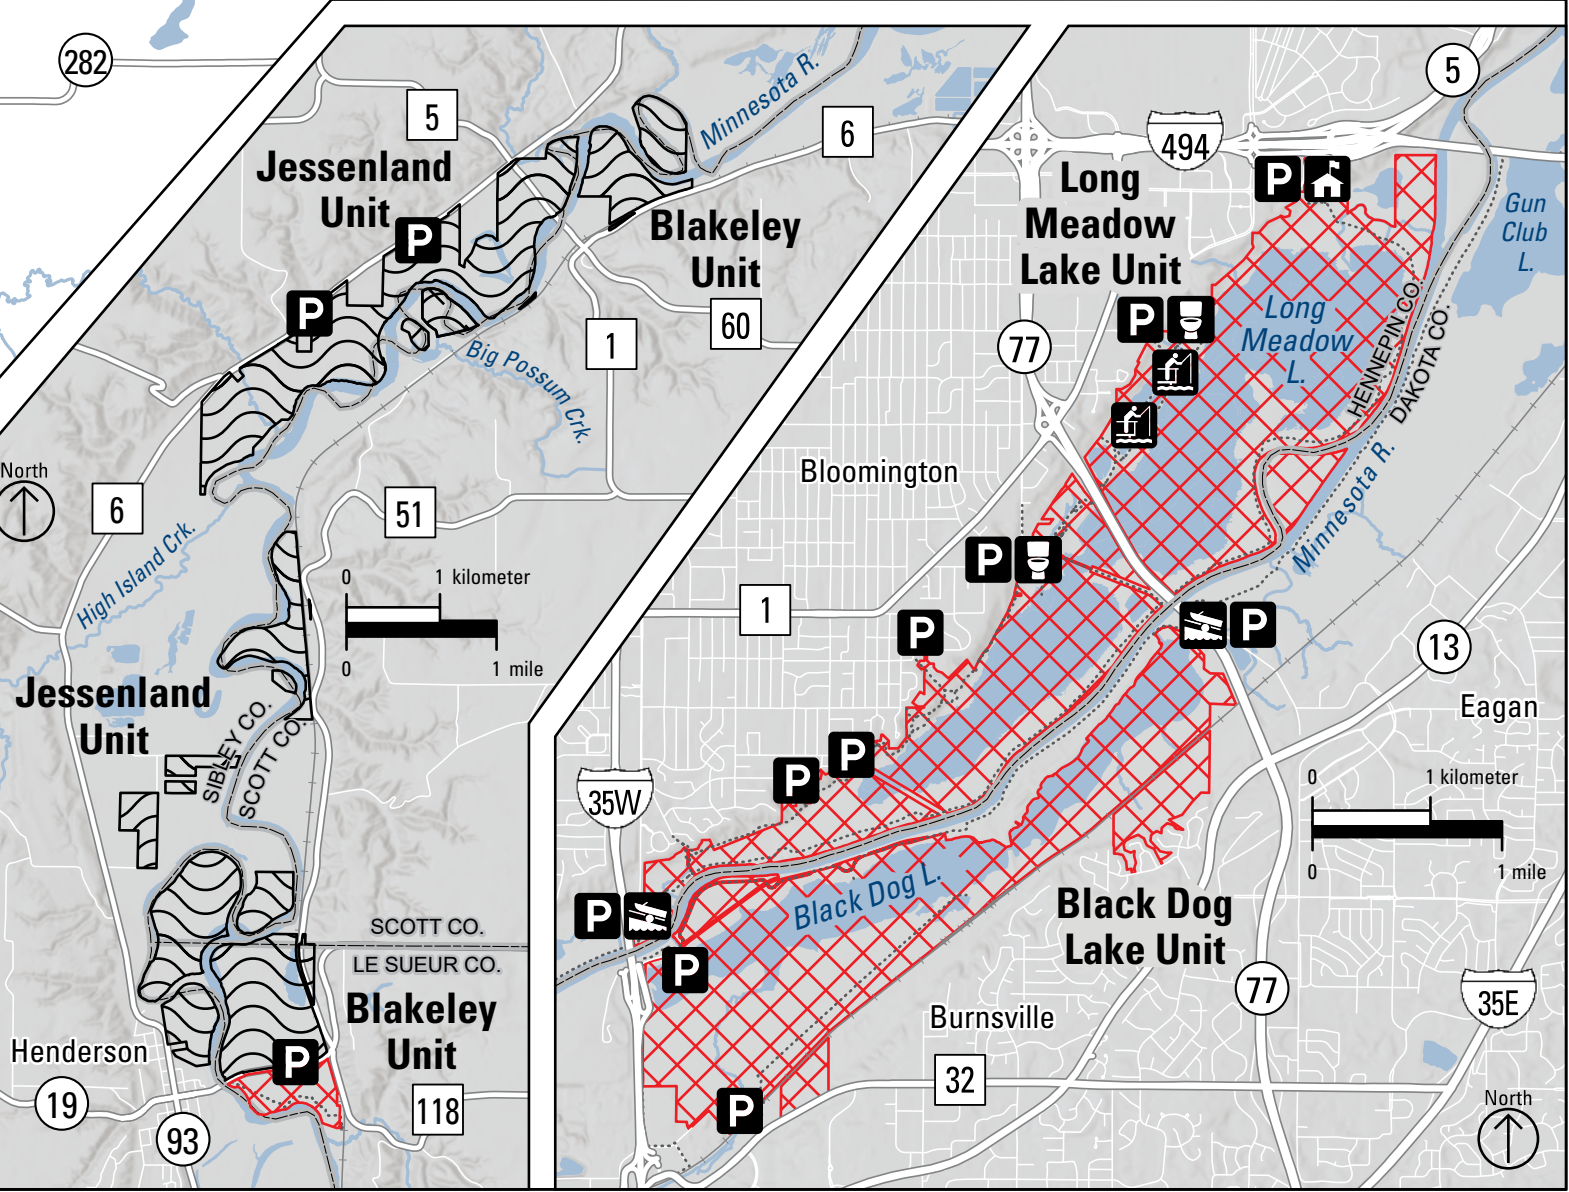 282
5
Jessenland
Unit
P
P
Minnesota R.
6
Blakeley
Unit
60
1
Big Possum Crk.
North
6
51
High Island Crk.
0
1 kilometer
0
1 mile
Jessenland
Unit
SIBLEY CO.
SCOTT CO.
SCOTT CO.
LE SUEUR CO.
Blakeley
Unit
Henderson
P
19
93
118
5
494
P
Long
Meadow
Lake Unit
Gun
Club
L.
P
77
Long
Meadow
L.
HENNEPIN CO.
DAKOTA CO.
Bloomington
Minnesota R.
P
1
P
P
13
Eagan
P
P
35W
0
1 kilometer
0
1 mile
P
Black Dog L.
Black Dog
Lake Unit
P
77
35E
Burnsville
32
P
North